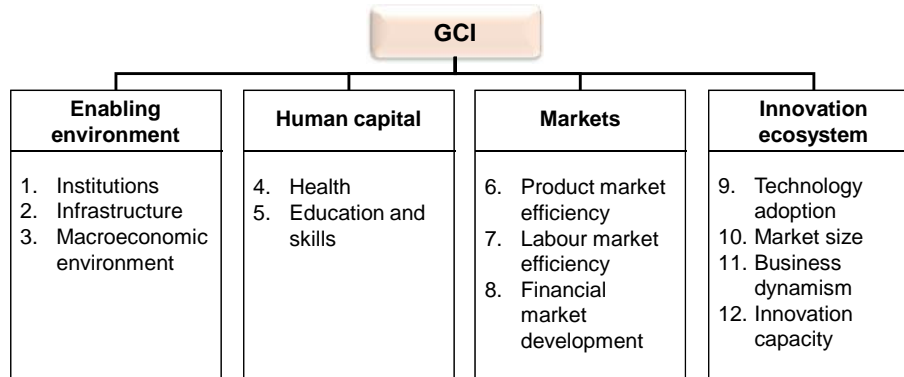 GCI
Enabling
environment
1. Institutions
2. Infrastructure
3. Macroeconomic
environment
Human capital
4. Health
5. Education and
skills
Markets
6. Product market
efficiency
7. Labour market
efficiency
8. Financial
market
development
Innovation
ecosystem
9. Technology
adoption
10. Market size
11. Business
dynamism
12. Innovation
capacity